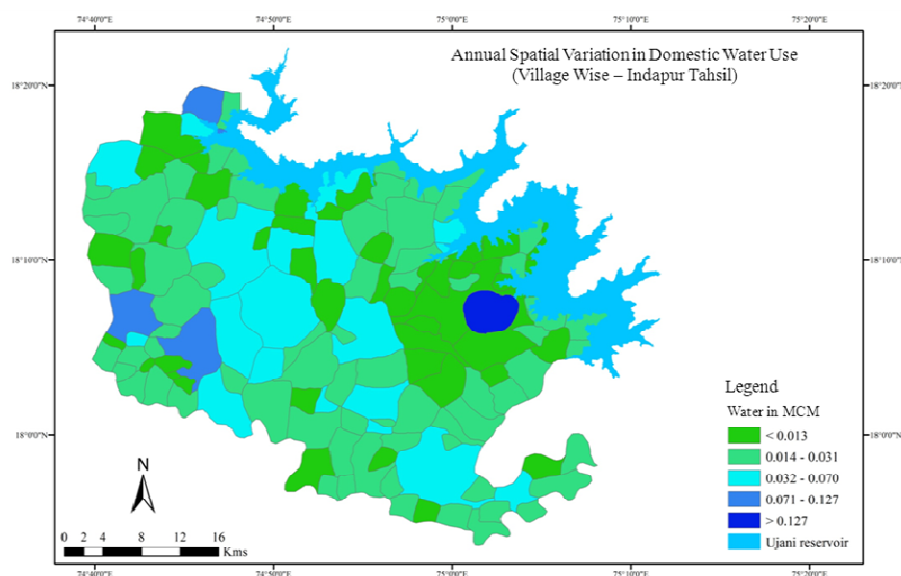 74°40'0"E 74°50'0"E 75°0'0"E 75°10'0"E 75°20'0"E
Annual Spatial Variation in Domestic Water Use
(Village Wise – Indapur Tahsil)
18°20'0"N 18°20'0"N
18°10'0"N 18°10'0"N
18°0'0"N 18°0'0"N
Legend
Water in MCM
< 0.013
0.014 - 0.031
0.032 - 0.070
0.071 - 0.127
> 0.127
Ujani reservoir
N
0 2 4 8 12 16
Kms
74°40'0"E 74°50'0"E 75°0'0"E 75°10'0"E 75°20'0"E